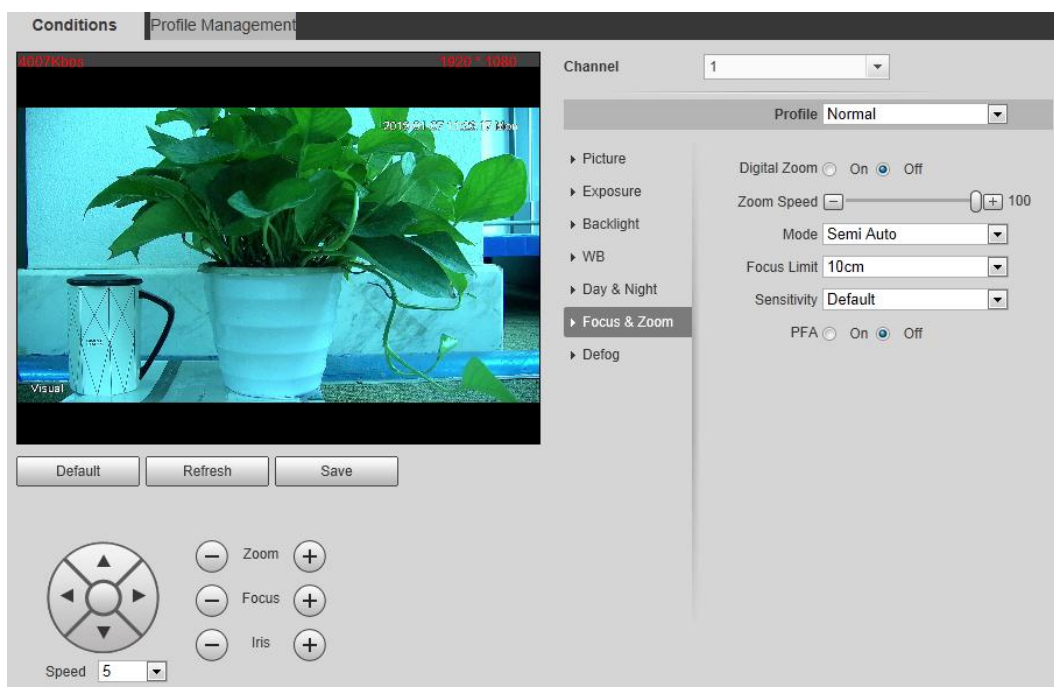 Conditions
Profile Management
4007Kbps
1920 * 1080
Visual
Default
Refresh
Save
Zoom
Focus
Iris
Speed 5
Channel 1
Profile Normal
Picture
Exposure
Backlight
WB
Day & Night
Focus & Zoom
Defog
Digital Zoom On Off
Zoom Speed 100
Mode Semi Auto
Focus Limit 10cm
Sensitivity Default
PFA On Off